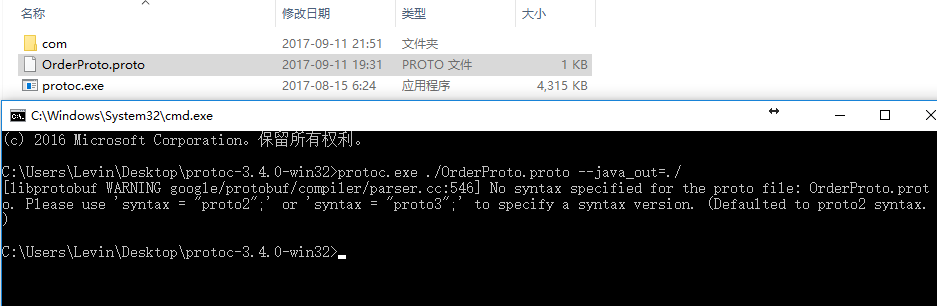 名称 修改日期 类型 大小
com 2017-09-11 21:51 文件夹
OrderProto.proto 2017-09-11 19:31 PROTO 文件 1 KB
protoc.exe 2017-08-15 6:24 应用程序 4,315 KB
C:\Windows\System32\cmd.exe
(c) 2016 Microsoft Corporation。保留所有权利。
C:\Users\Levin\Desktop\protoc-3.4.0-win32>protoc.exe ./OrderProto.proto --java_out=./
[libprotobuf WARNING google/protobuf/compiler/parser.cc:546] No syntax specified for the proto file: OrderProto.prot
o. Please use 'syntax = "proto2";' or 'syntax = "proto3";' to specify a syntax version. (Defaulted to proto2 syntax.
)
C:\Users\Levin\Desktop\protoc-3.4.0-win32>